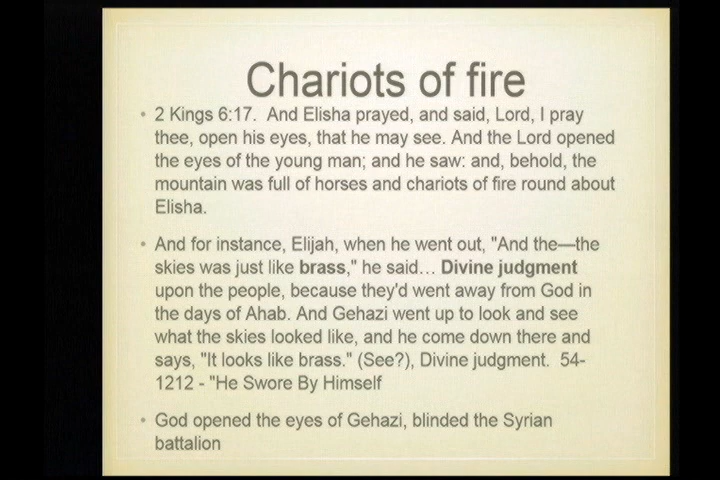 Chariots of fire
• 2 Kings 6:17.  And Elisha prayed, and said, Lord, I pray
thee, open his eyes, that he may see. And the Lord opened
the eyes of the young man; and he saw: and, behold, the
mountain was full of horses and chariots of fire round about
Elisha.
• And for instance, Elijah, when he went out, "And the—the
skies was just like brass," he said… Divine judgment
upon the people, because they'd went away from God in
the days of Ahab. And Gehazi went up to look and see
what the skies looked like, and he come down there and
says, "It looks like brass." (See?), Divine judgment.  54-
1212 - "He Swore By Himself
• God opened the eyes of Gehazi, blinded the Syrian
battalion